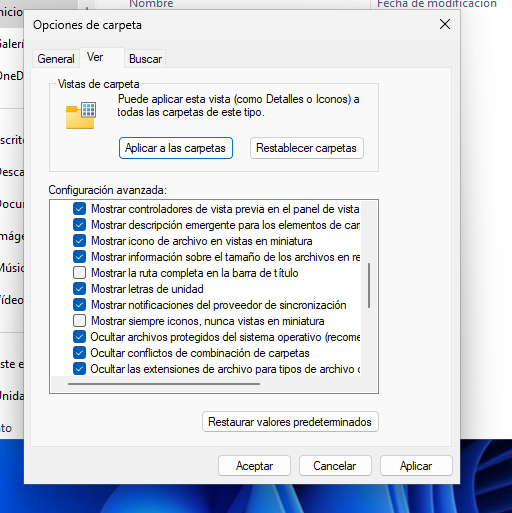 Nombre
Fecha de modificación
Inicio
Opciones de carpeta
Galerí
General
Ver
Buscar
OneD
Vistas de carpeta
Puede aplicar esta vista (como Detalles o Iconos) a
todas las carpetas de este tipo.
Aplicar a las carpetas
Restablecer carpetas
Configuración avanzada:
Mostrar controladores de vista previa en el panel de vista
Mostrar descripción emergente para los elementos de car
Mostrar icono de archivo en vistas en miniatura
Mostrar información sobre el tamaño de los archivos en re
Mostrar la ruta completa en la barra de título
Mostrar letras de unidad
Mostrar notificaciones del proveedor de sincronización
Mostrar siempre iconos, nunca vistas en miniatura
Ocultar archivos protegidos del sistema operativo (recome
Ocultar conflictos de combinación de carpetas
Ocultar las extensiones de archivo para tipos de archivo c
Escrito
Desca
Docu
Imáge
Músic
Vídeo
Este e
Unida
nto
Restaurar valores predeterminados
Aceptar
Cancelar
Aplicar